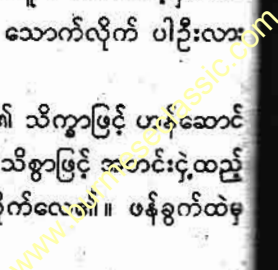 သောက်လိုက် ပါဦးလား
၏ သိက္ခာဖြင့် ဟန်ဆောင်
သိစွာဖြင့် အတင်းငုံ့ထည့်
လေ၏။ ဖန်ခွက်ထဲမှ
www.burmeseclassic.com